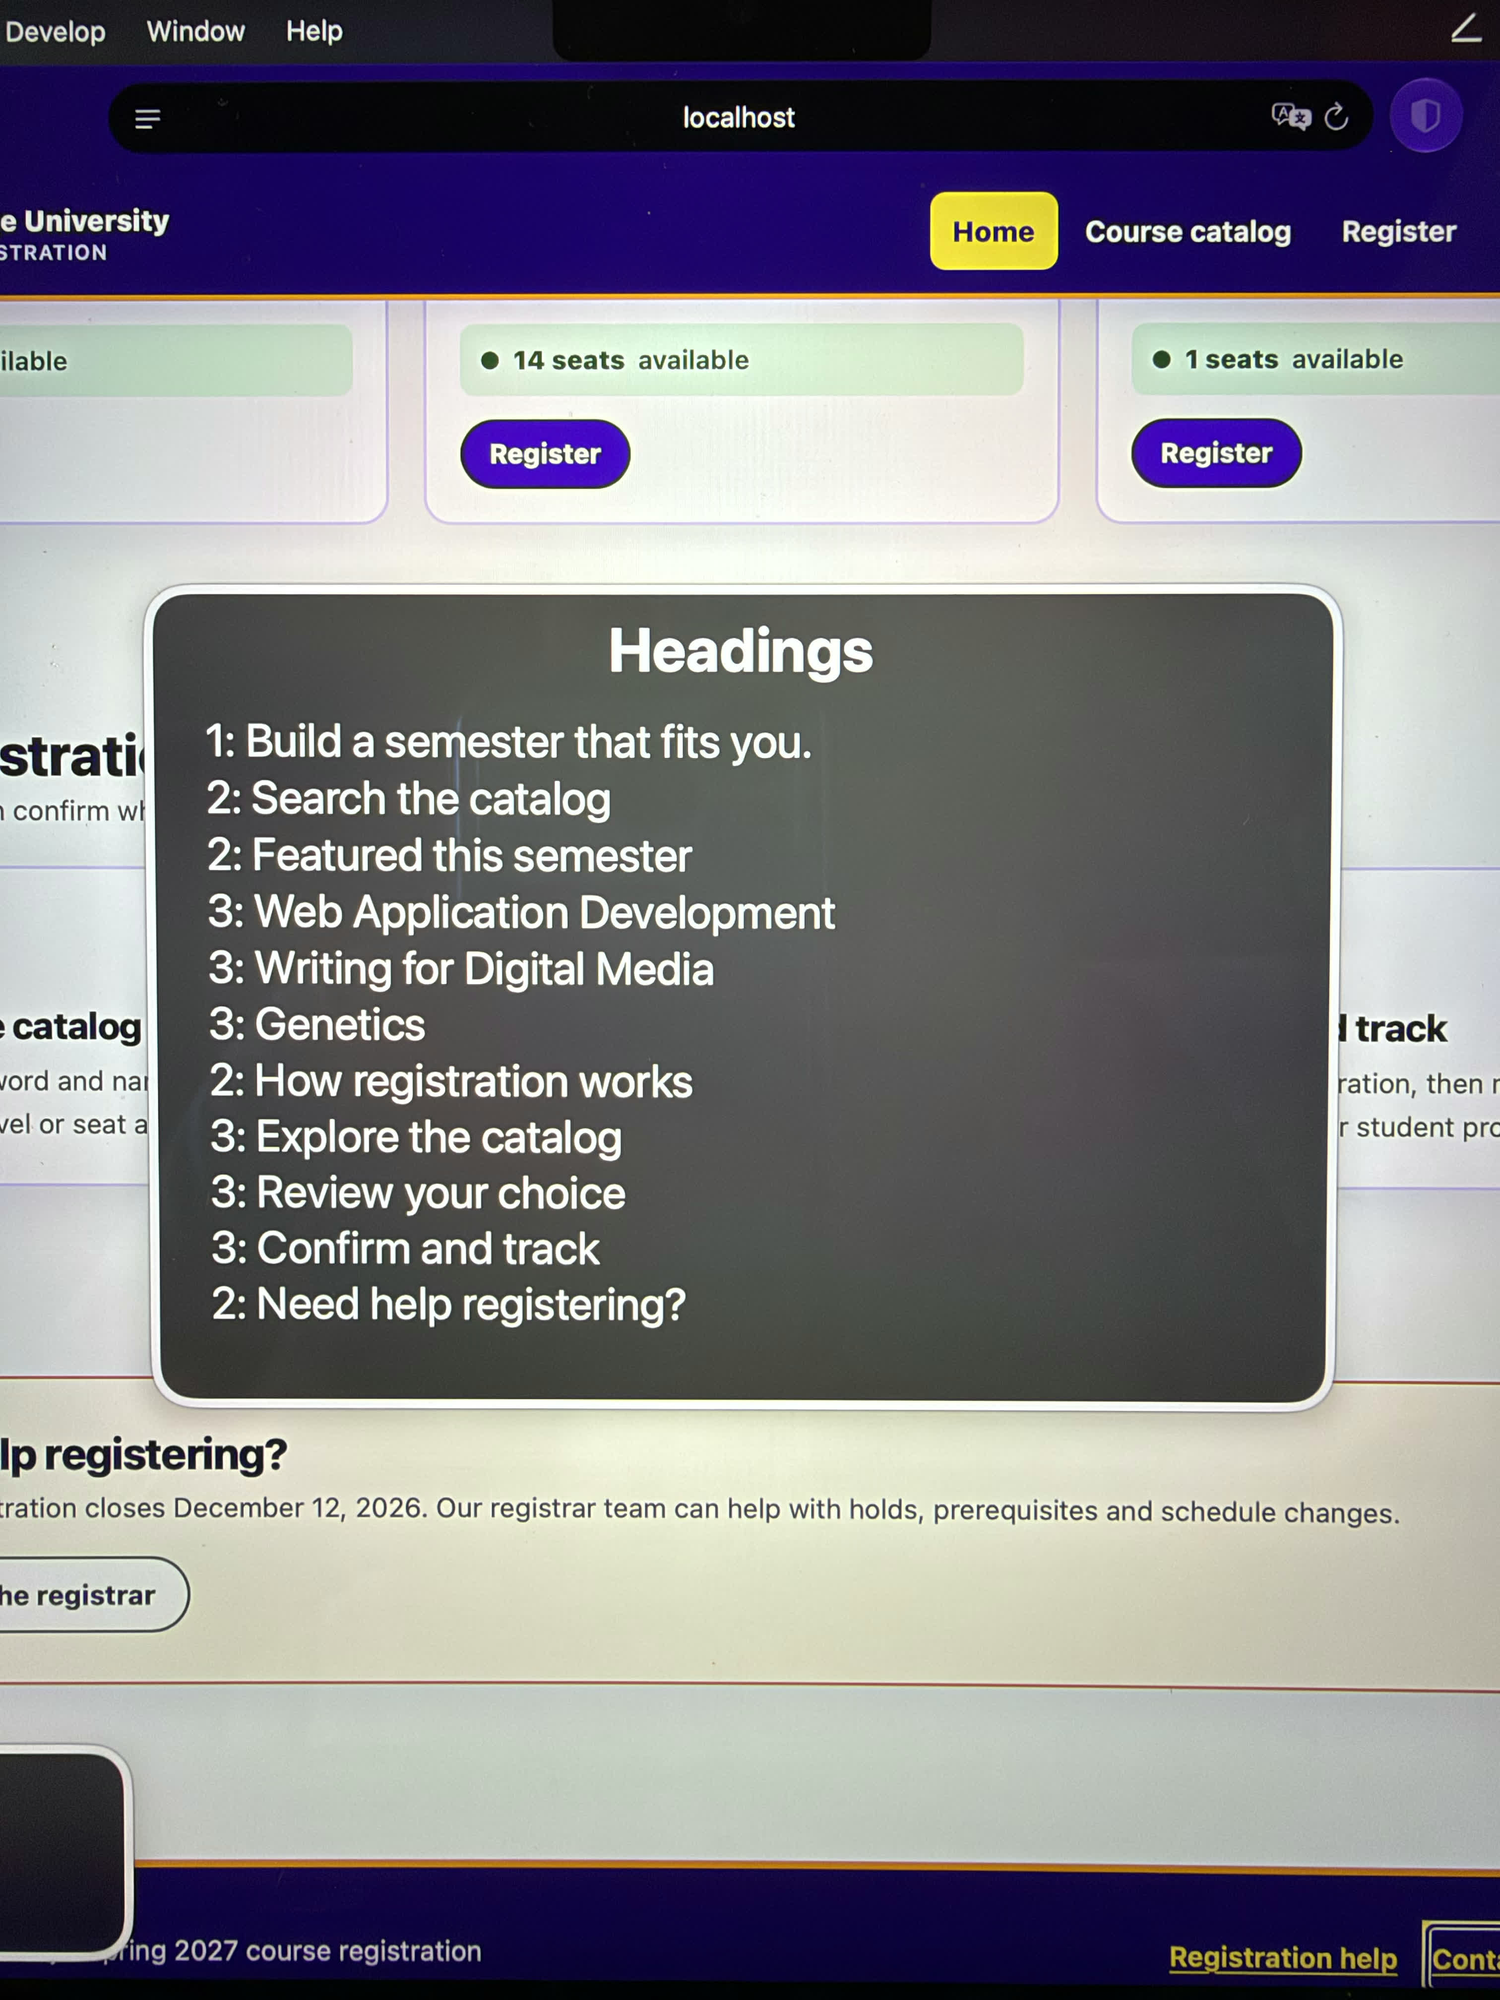 Develop Window Help
localhost
e University
STRATION
Home Course catalog Register
ilable
14 seats available
1 seats available
Register
Register
Headings
1: Build a semester that fits you.
2: Search the catalog
2: Featured this semester
3: Web Application Development
3: Writing for Digital Media
3: Genetics
2: How registration works
3: Explore the catalog
3: Review your choice
3: Confirm and track
2: Need help registering?
strati
confirm wh
catalog
track
ord and na
ration, then r
vel or seat a
r student pro
lp registering?
tration closes December 12, 2026. Our registrar team can help with holds, prerequisites and schedule changes.
he registrar
ring 2027 course registration
Registration help
Conta